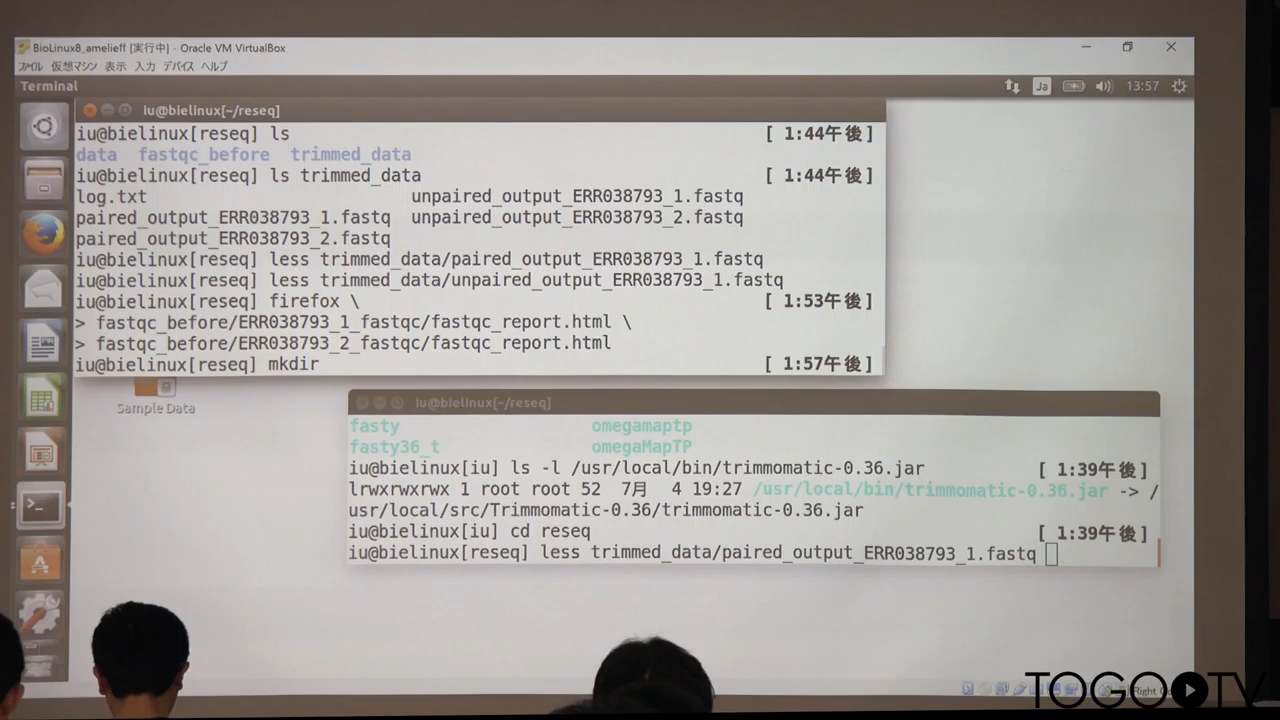 BioLinux8_amelieff [実行中] - Oracle VM VirtualBox
ファイル 仮想マシン 表示 入力 デバイス ヘルプ
Terminal
Ja
13:57
iu@bielinux[~/reseq]
iu@bielinux[reseq] ls [ 1:44午後]
data fastqc_before trimmed_data
iu@bielinux[reseq] ls trimmed_data [ 1:44午後]
log.txt unpaired_output_ERR038793_1.fastq
paired_output_ERR038793_1.fastq unpaired_output_ERR038793_2.fastq
paired_output_ERR038793_2.fastq
iu@bielinux[reseq] less trimmed_data/paired_output_ERR038793_1.fastq
iu@bielinux[reseq] less trimmed_data/unpaired_output_ERR038793_1.fastq
iu@bielinux[reseq] firefox \ [ 1:53午後]
> fastqc_before/ERR038793_1_fastqc/fastqc_report.html \
> fastqc_before/ERR038793_2_fastqc/fastqc_report.html
iu@bielinux[reseq] mkdir [ 1:57午後]
Sample Data
iu@bielinux[~/reseq]
fasty omegamaptp
fasty36_t omegaMapTP
iu@bielinux[iu] ls -l /usr/local/bin/trimmomatic-0.36.jar [ 1:39午後]
lrwxrwxrwx 1 root root 52 7月 4 19:27 /usr/local/bin/trimmomatic-0.36.jar -> /
usr/local/src/Trimmomatic-0.36/trimmomatic-0.36.jar
iu@bielinux[iu] cd reseq [ 1:39午後]
iu@bielinux[reseq] less trimmed_data/paired_output_ERR038793_1.fastq
Right
TOGO TV